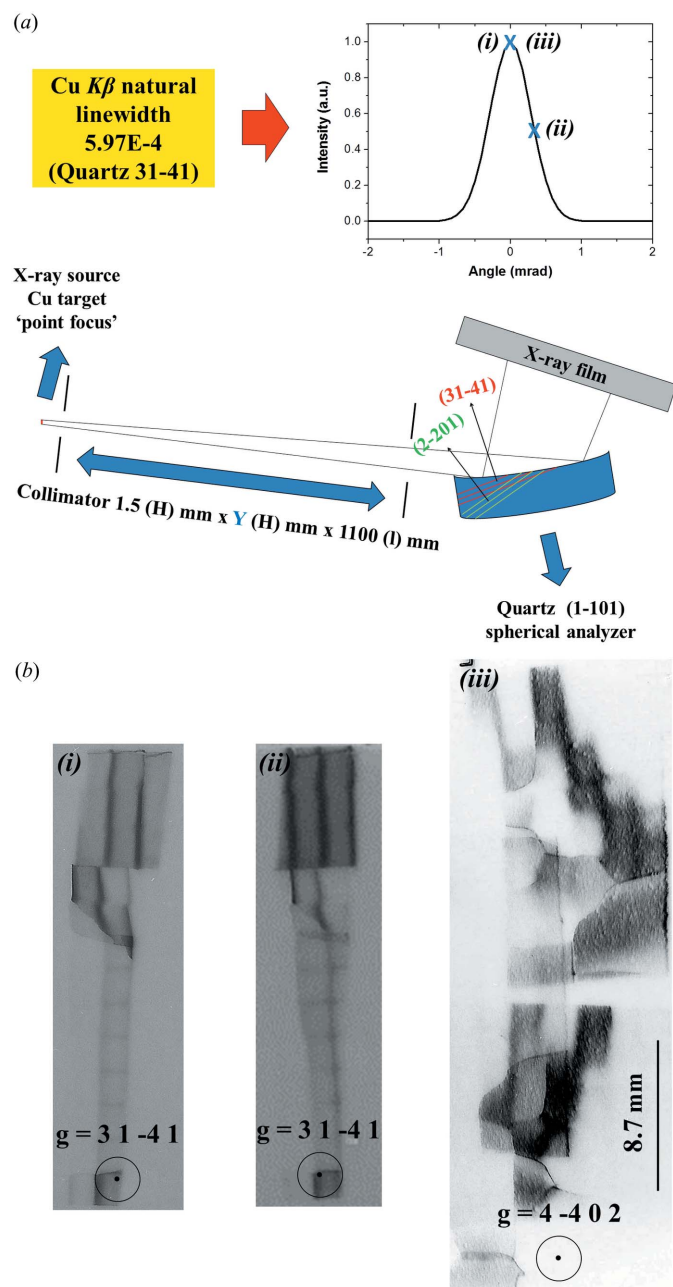 (a)
Cu Kβ natural
linewidth
5.97E-4
(Quartz 31-41)
(i)
(iii)
(ii)
Intensity (a.u.)
1.0
0.8
0.6
0.4
0.2
0.0
-2
-1
0
1
2
Angle (mrad)
X-ray source
Cu target
'point focus'
X-ray film
(31-41)
(2-201)
Collimator 1.5 (H) mm x Y (H) mm x 1100 (l) mm
Quartz (1-101)
spherical analyzer
(b)
(i)
(ii)
(iii)
g = 3 1 -4 1
g = 3 1 -4 1
8.7 mm
g = 4 -4 0 2